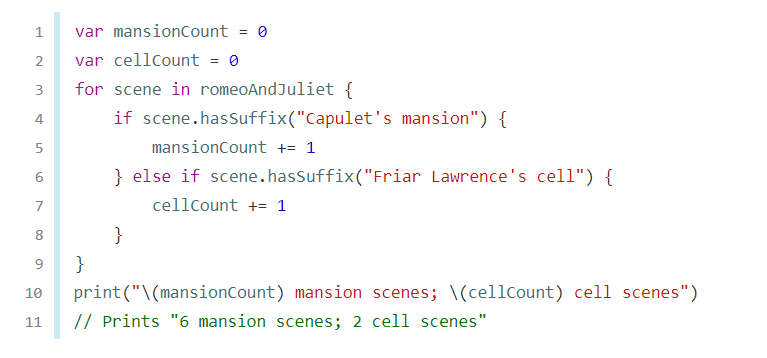 1 var mansionCount = 0
2 var cellCount = 0
3 for scene in romeoAndJuliet {
4     if scene.hasSuffix("Capulet's mansion") {
5         mansionCount += 1
6     } else if scene.hasSuffix("Friar Lawrence's cell") {
7         cellCount += 1
8     }
9 }
10 print("\(mansionCount) mansion scenes; \(cellCount) cell scenes")
11 // Prints "6 mansion scenes; 2 cell scenes"